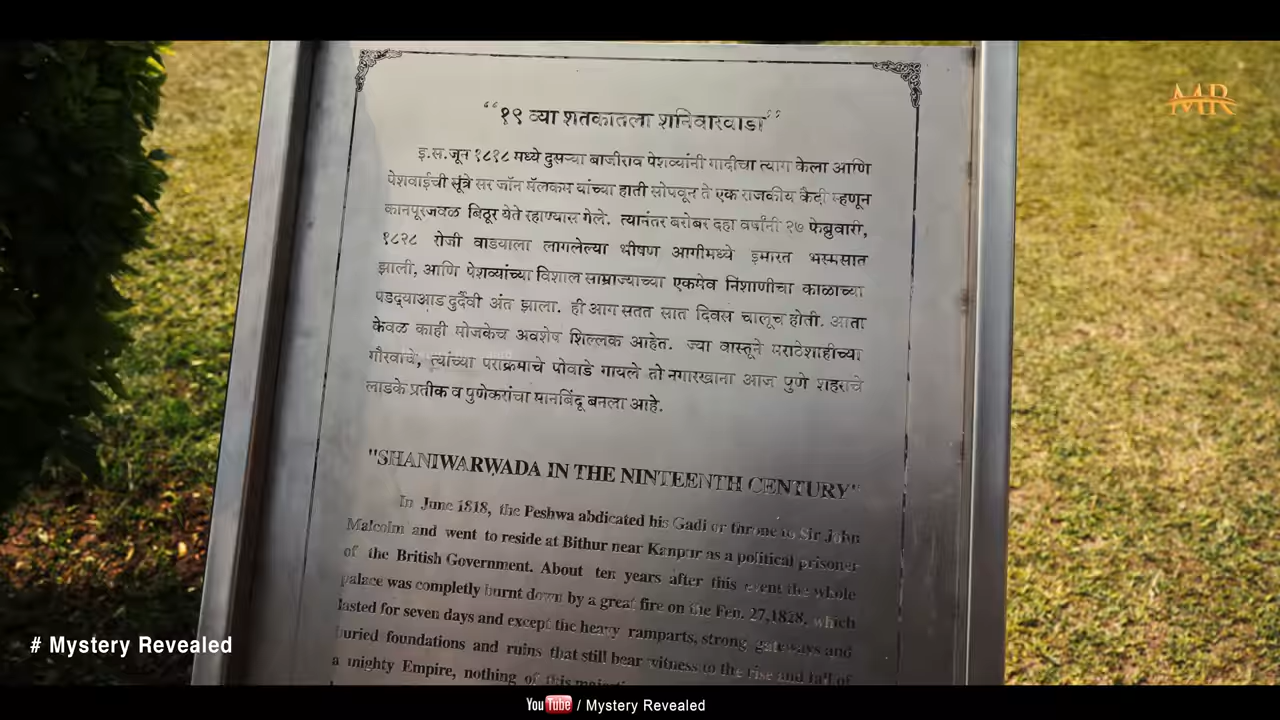 MR
“१९ व्या शतकातला शनिवारवाडा”
इ.स.जून १८१८ मध्ये दुसऱ्या बाजीराव पेशव्यांनी गादीचा त्याग केला आणि
पेशवाईची सूत्रे सर जॉन मॅलकम यांच्या हाती सोपवून ते एक राजकीय कैदी म्हणून
कानपूरजवळ बिठूर येते रहाण्यास गेले. त्यानंतर बरोबर दहा वर्षांनी २७ फेब्रुवारी,
१८२८ रोजी वाडयाला लागलेल्या भीषण आगीमध्ये इमारत भस्मसात
झाली, आणि पेशव्यांच्या विशाल साम्राज्याच्या एकमेव निशाणीचा काळाच्या
पडद्याआड दुर्दैवी अंत झाला. ही आग सतत सात दिवस चालूच होती. आता
केवळ काही मोजकेच अवशेष शिल्लक आहेत. ज्या वास्तूने मराठेशाहीच्या
गौरवाचे, त्यांच्या पराक्रमाचे पोवाडे गायले तो नगारखाना आज पुणे शहराचे
लाडके प्रतीक व पुणेकरांचा मानबिंदू बनला आहे.
"SHANIWARWADA IN THE NINTEENTH CENTURY"
In June 1818, the Peshwa abdicated his Gadi or throne to Sir John
Malcolm and went to reside at Bithur near Kanpur as a political prisoner
of the British Government. About ten years after this event the whole
palace was completly burnt down by a great fire on the Fen. 27,1828, which
lasted for seven days and except the heavy ramparts, strong gateways and
buried foundations and ruins that still bear witness to the rise and fall of
a mighty Empire, nothing of this
# Mystery Revealed
YouTube / Mystery Revealed